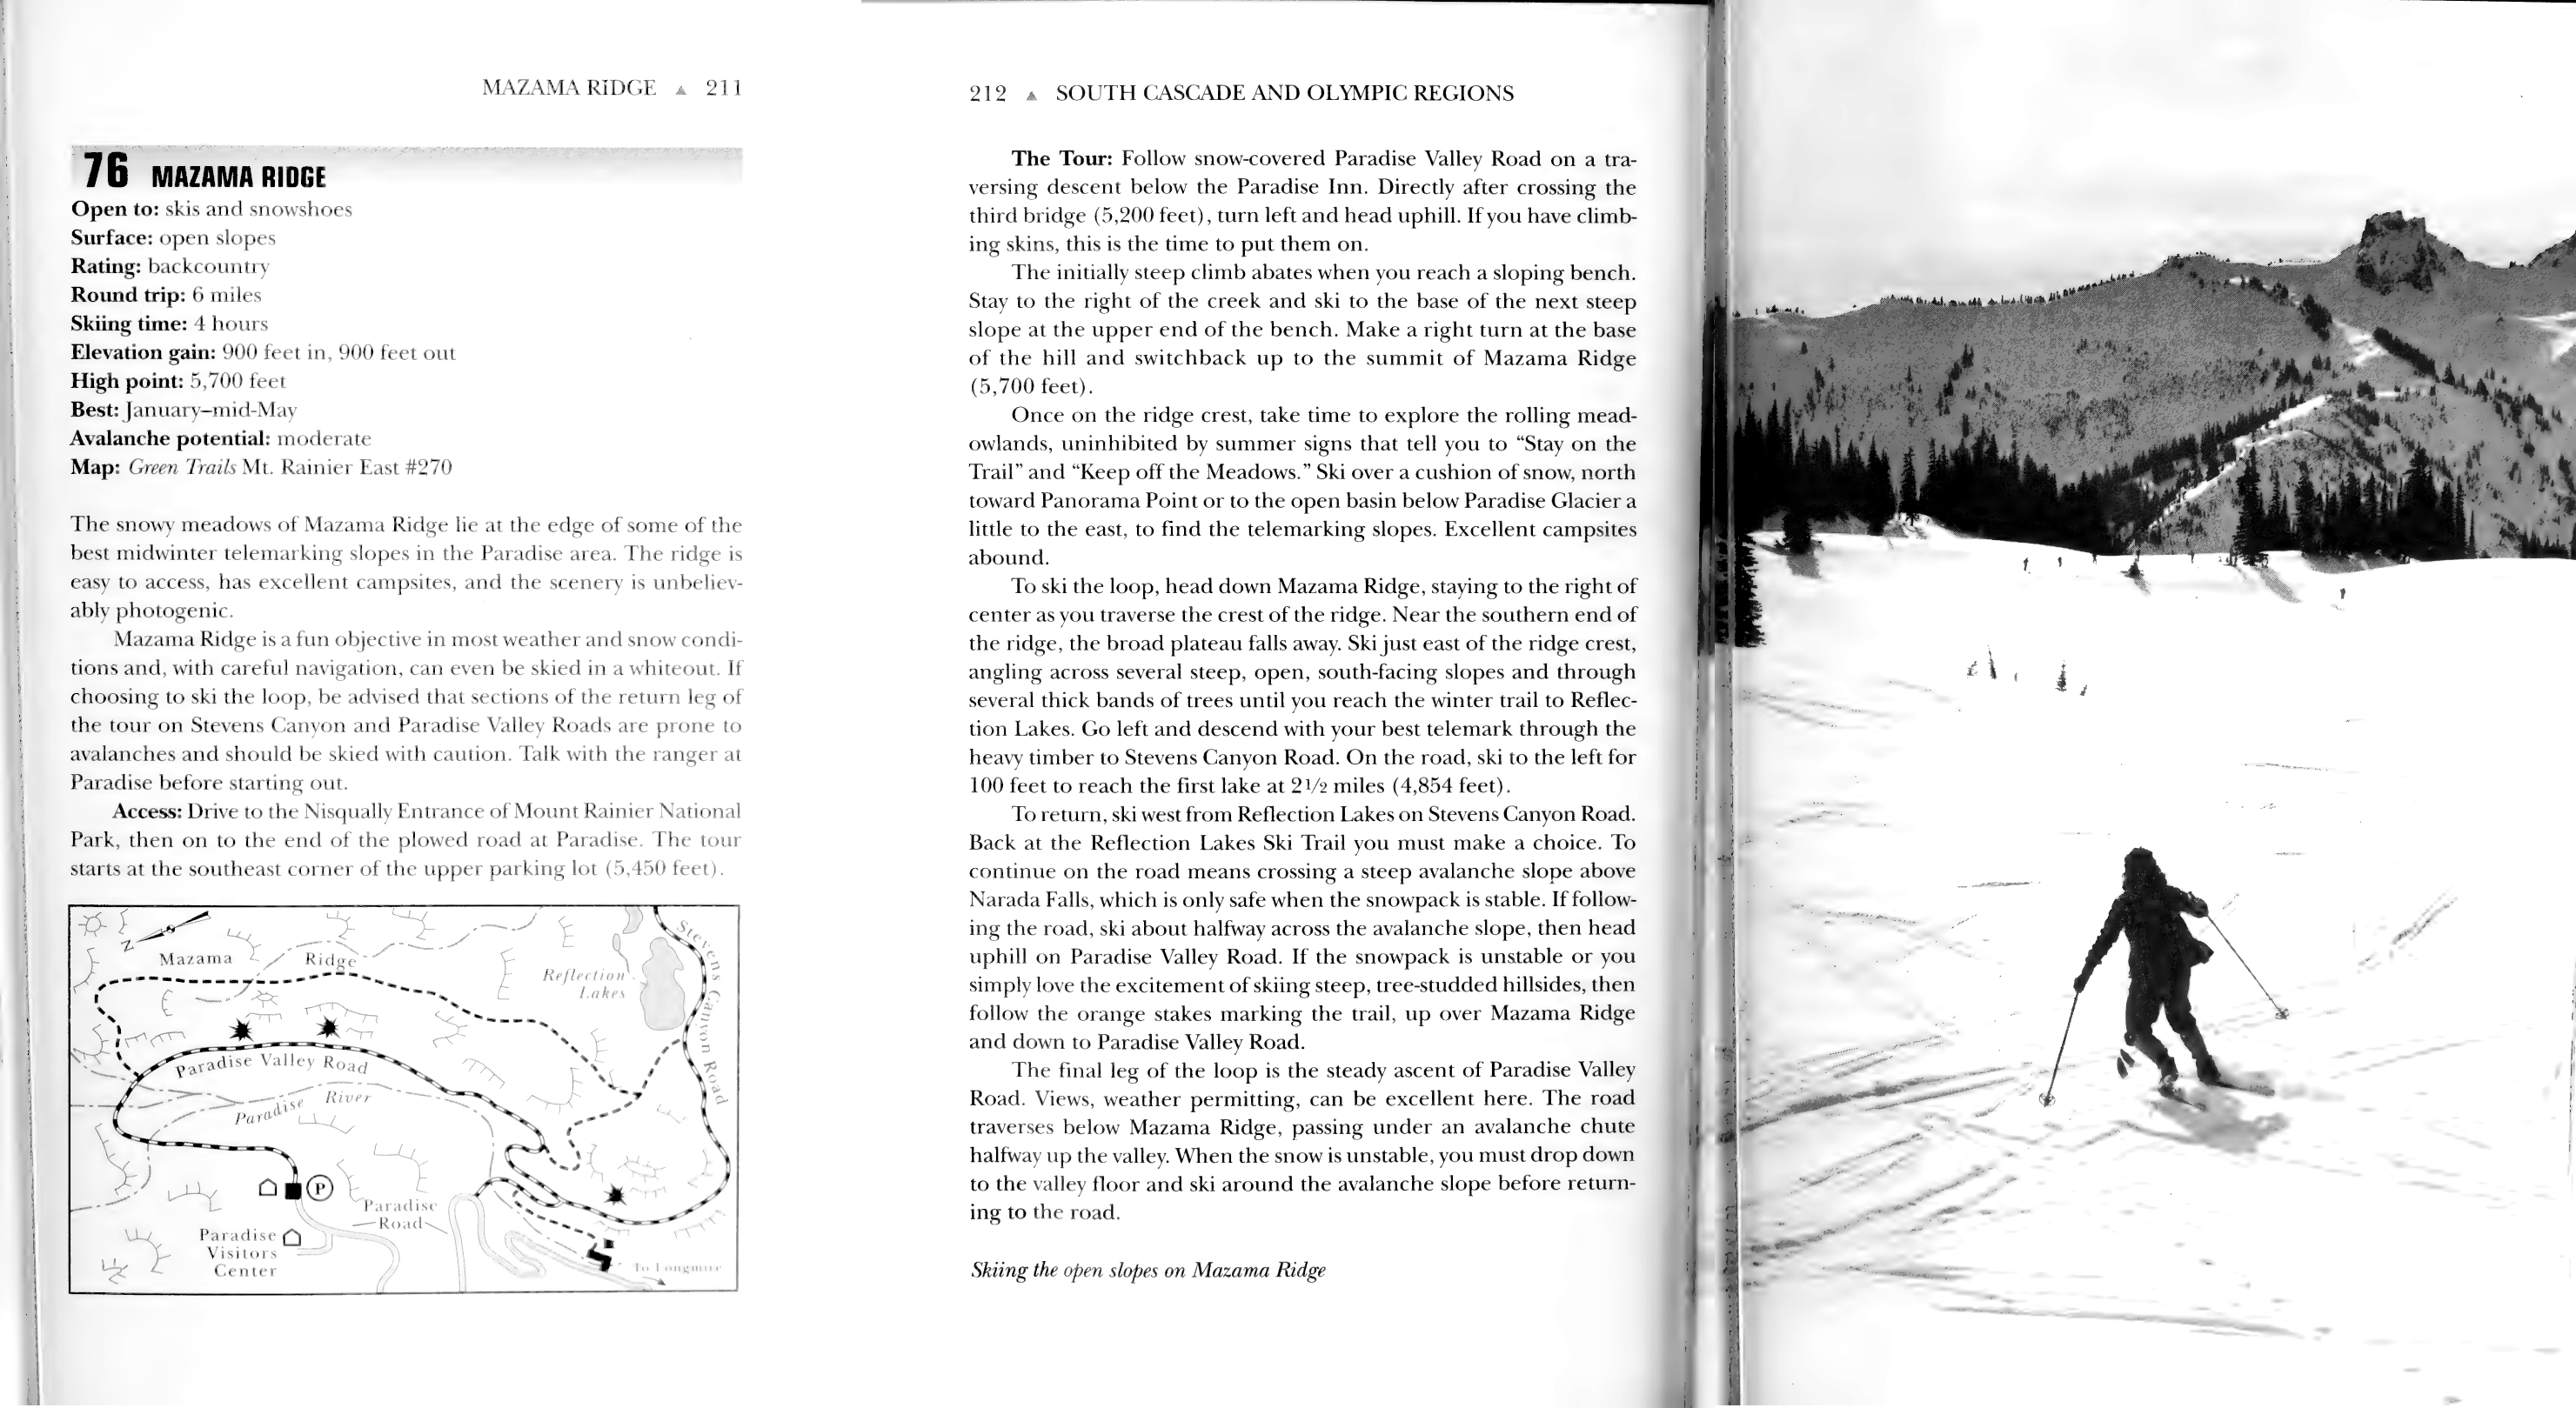 MAZAMA RIDGE ▲ 211
76 MAZAMA RIDGE
Open to: skis and snowshoes
Surface: open slopes
Rating: backcountry
Round trip: 6 miles
Skiing time: 4 hours
Elevation gain: 900 feet in, 900 feet out
High point: 5,700 feet
Best: January–mid-May
Avalanche potential: moderate
Map: Green Trails Mt. Rainier East #270
The snowy meadows of Mazama Ridge lie at the edge of some of the
best midwinter telemarking slopes in the Paradise area. The ridge is
easy to access, has excellent campsites, and the scenery is unbeliev-
ably photogenic.
Mazama Ridge is a fun objective in most weather and snow condi-
tions and, with careful navigation, can even be skied in a whiteout. If
choosing to ski the loop, be advised that sections of the return leg of
the tour on Stevens Canyon and Paradise Valley Roads are prone to
avalanches and should be skied with caution. Talk with the ranger at
Paradise before starting out.
Access: Drive to the Nisqually Entrance of Mount Rainier National
Park, then on to the end of the plowed road at Paradise. The tour
starts at the southeast corner of the upper parking lot (5,450 feet).
N
Mazama Ridge
Stevens Canyon Road
Reflection
Lakes
Paradise Valley Road
Paradise River
P
Paradise
Road
Paradise
Visitors
Center
To Longmire
212 ▲ SOUTH CASCADE AND OLYMPIC REGIONS
The Tour: Follow snow-covered Paradise Valley Road on a tra-
versing descent below the Paradise Inn. Directly after crossing the
third bridge (5,200 feet), turn left and head uphill. If you have climb-
ing skins, this is the time to put them on.
The initially steep climb abates when you reach a sloping bench.
Stay to the right of the creek and ski to the base of the next steep
slope at the upper end of the bench. Make a right turn at the base
of the hill and switchback up to the summit of Mazama Ridge
(5,700 feet).
Once on the ridge crest, take time to explore the rolling mead-
owlands, uninhibited by summer signs that tell you to “Stay on the
Trail” and “Keep off the Meadows.” Ski over a cushion of snow, north
toward Panorama Point or to the open basin below Paradise Glacier a
little to the east, to find the telemarking slopes. Excellent campsites
abound.
To ski the loop, head down Mazama Ridge, staying to the right of
center as you traverse the crest of the ridge. Near the southern end of
the ridge, the broad plateau falls away. Ski just east of the ridge crest,
angling across several steep, open, south-facing slopes and through
several thick bands of trees until you reach the winter trail to Reflec-
tion Lakes. Go left and descend with your best telemark through the
heavy timber to Stevens Canyon Road. On the road, ski to the left for
100 feet to reach the first lake at 2 1/2 miles (4,854 feet).
To return, ski west from Reflection Lakes on Stevens Canyon Road.
Back at the Reflection Lakes Ski Trail you must make a choice. To
continue on the road means crossing a steep avalanche slope above
Narada Falls, which is only safe when the snowpack is stable. If follow-
ing the road, ski about halfway across the avalanche slope, then head
uphill on Paradise Valley Road. If the snowpack is unstable or you
simply love the excitement of skiing steep, tree-studded hillsides, then
follow the orange stakes marking the trail, up over Mazama Ridge
and down to Paradise Valley Road.
The final leg of the loop is the steady ascent of Paradise Valley
Road. Views, weather permitting, can be excellent here. The road
traverses below Mazama Ridge, passing under an avalanche chute
halfway up the valley. When the snow is unstable, you must drop down
to the valley floor and ski around the avalanche slope before return-
ing to the road.
Skiing the open slopes on Mazama Ridge